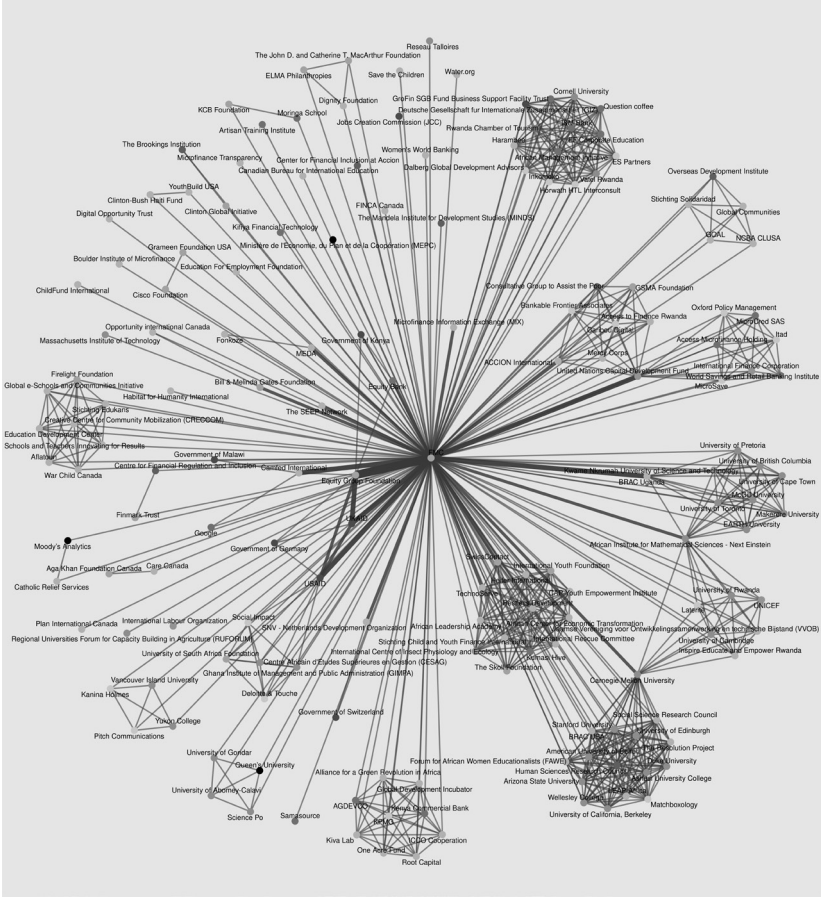 Reseau Talloires
The John D. and Catherine T. MacArthur Foundation
ELMA Philanthropies
Save the Children
Water.org
Dignity Foundation
GroFin SGB Fund Business Support Facility Trust
Cornell University
KCB Foundation
Moringa School
Deutsche Gesellschaft fur Internationale
Question coffee
Artisan Training Institute
Jobs Creation Commission (JCC)
Rwanda Chamber of Tourism
The Brookings Institution
Women's World Banking
Microfinance Transparency
Center for Financial Inclusion at Accion
Canadian Bureau for International Education
Dalberg Global Development Advisors
ES Partners
Vatel Rwanda
Horwath HTL Interconsult
Overseas Development Institute
Stichting Solidaridad
Global Communities
GOAL
NCBA CLUSA
YouthBuild USA
Clinton-Bush Haiti Fund
Digital Opportunity Trust
Clinton Global Initiative
FINCA Canada
The Mandela Institute for Development Studies (MINDS)
Kifiya Financial Technology
Ministère de l'Économie, du Plan et de la Coopération (MEPC)
Grameen Foundation USA
Boulder Institute of Microfinance
Education For Employment Foundation
ChildFund International
Cisco Foundation
Consultative Group to Assist the Poor
GSMA Foundation
Bankable Frontier Associates
Access to Finance Rwanda
Mercy Corps
ACCION International
United Nations Capital Development Fund
Oxford Policy Management
MicroCred SAS
Itad
Access Microfinance Holding
International Finance Corporation
World Savings and Retail Banking Institute
MicroSave
Opportunity international Canada
Massachusetts Institute of Technology
Fonkoze
MEDA
Government of Kenya
Microfinance Information Exchange (MIX)
Firelight Foundation
Global e-Schools and Communities Initiative
Habitat for Humanity International
Bill & Melinda Gates Foundation
Equity Bank
Stichting Edukans
The SEEP Network
Creative Centre for Community Mobilization (CRECCOM)
Education Development Center
Schools and Teachers Innovating for Results
Aflatoun
War Child Canada
Government of Malawi
Centre for Financial Regulation and Inclusion
Camfed International
Equity Group Foundation
University of Pretoria
University of British Columbia
Kwame Nkrumah University of Science and Technology
BRAC Uganda
University of Cape Town
McGill University
University of Toronto
Makerere University
EARTH University
Finmark Trust
USAID
Google
Moody's Analytics
Government of Germany
Aga Khan Foundation Canada
Care Canada
Catholic Relief Services
USAID
African Institute for Mathematical Sciences - Next Einstein
SwissContact
International Youth Foundation
TechnoServe
CAP Youth Empowerment Institute
University of Rwanda
UNICEF
Laterite
University of Cambridge
Inspire Educate and Empower Rwanda
Plan International Canada
International Labour Organization
Social Impact
Regional Universities Forum for Capacity Building in Agriculture (RUFORUM)
SNV - Netherlands Development Organization
African Leadership Academy
International Rescue Committee
International Centre of Insect Physiology and Ecology
The Skoll Foundation
University of South Africa Foundation
Centre Africain d'Etudes Superieures en Gestion (CESAG)
Ghana Institute of Management and Public Administration (GIMPA)
Carnegie Mellon University
Vancouver Island University
Kanina Holmes
Deloitte & Touche
Yukon College
Pitch Communications
Government of Switzerland
Social Science Research Council
Stanford University
University of Edinburgh
BRAC USA
University of Gondar
Queen's University
Forum for African Women Educationalists (FAWE)
Duke University
Arizona State University
Ashesi University College
Wellesley College
Matchboxology
University of California, Berkeley
University of Abomey-Calavi
Science Po
Samasource
Alliance for a Green Revolution in Africa
Global Development Incubator
AGDEVCO
Kenya Commercial Bank
KPMG
Kiva Lab
ICCO Cooperation
One Acre Fund
Root Capital